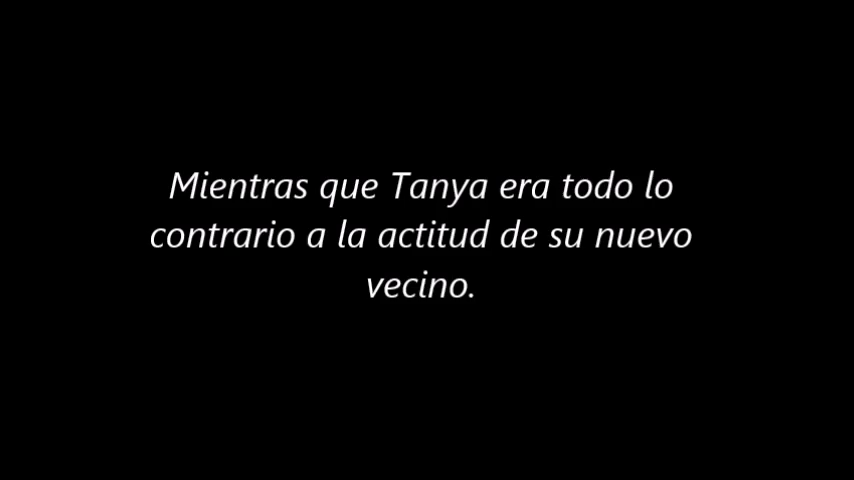 Mientras que Tanya era todo lo
contrario a la actitud de su nuevo
vecino.